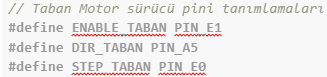 // Taban Motor sürücü pini tanımlamaları
#define ENABLE_TABAN PIN_E1
#define DIR_TABAN PIN_A5
#define STEP_TABAN PIN_E0